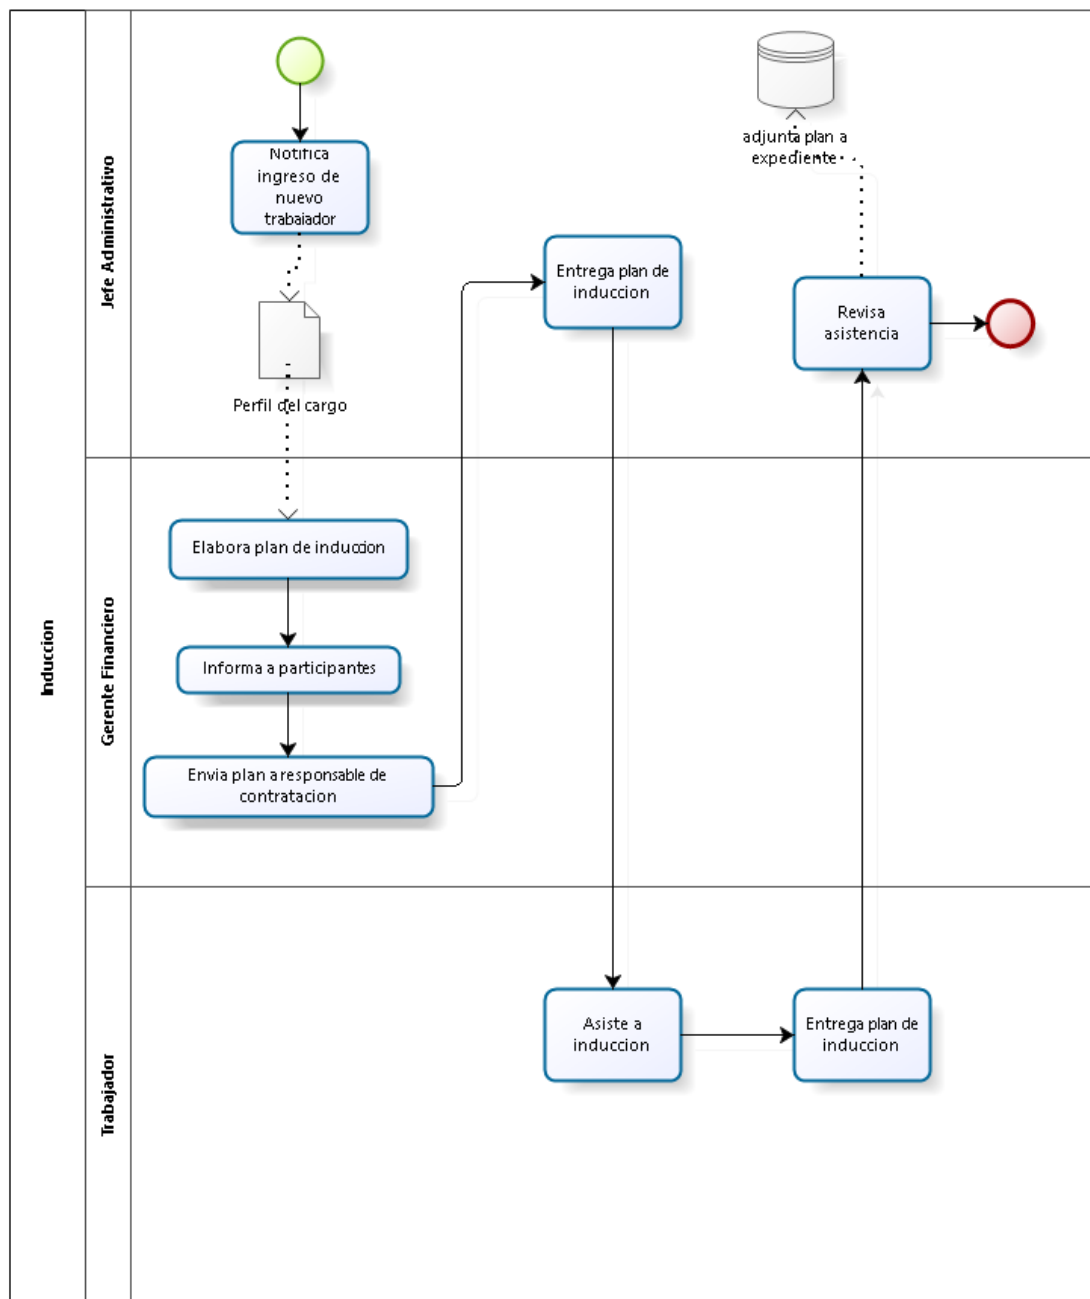 Induccion
Jefe Administrativo
Notifica
ingreso de
nuevo
trabajador
Perfil del cargo
Entrega plan de
induccion
adjunta plan a
expediente
Revisa
asistencia
Gerente Financiero
Elabora plan de induccion
Informa a participantes
Envia plan a responsable de
contratacion
Trabajador
Asiste a
induccion
Entrega plan de
induccion